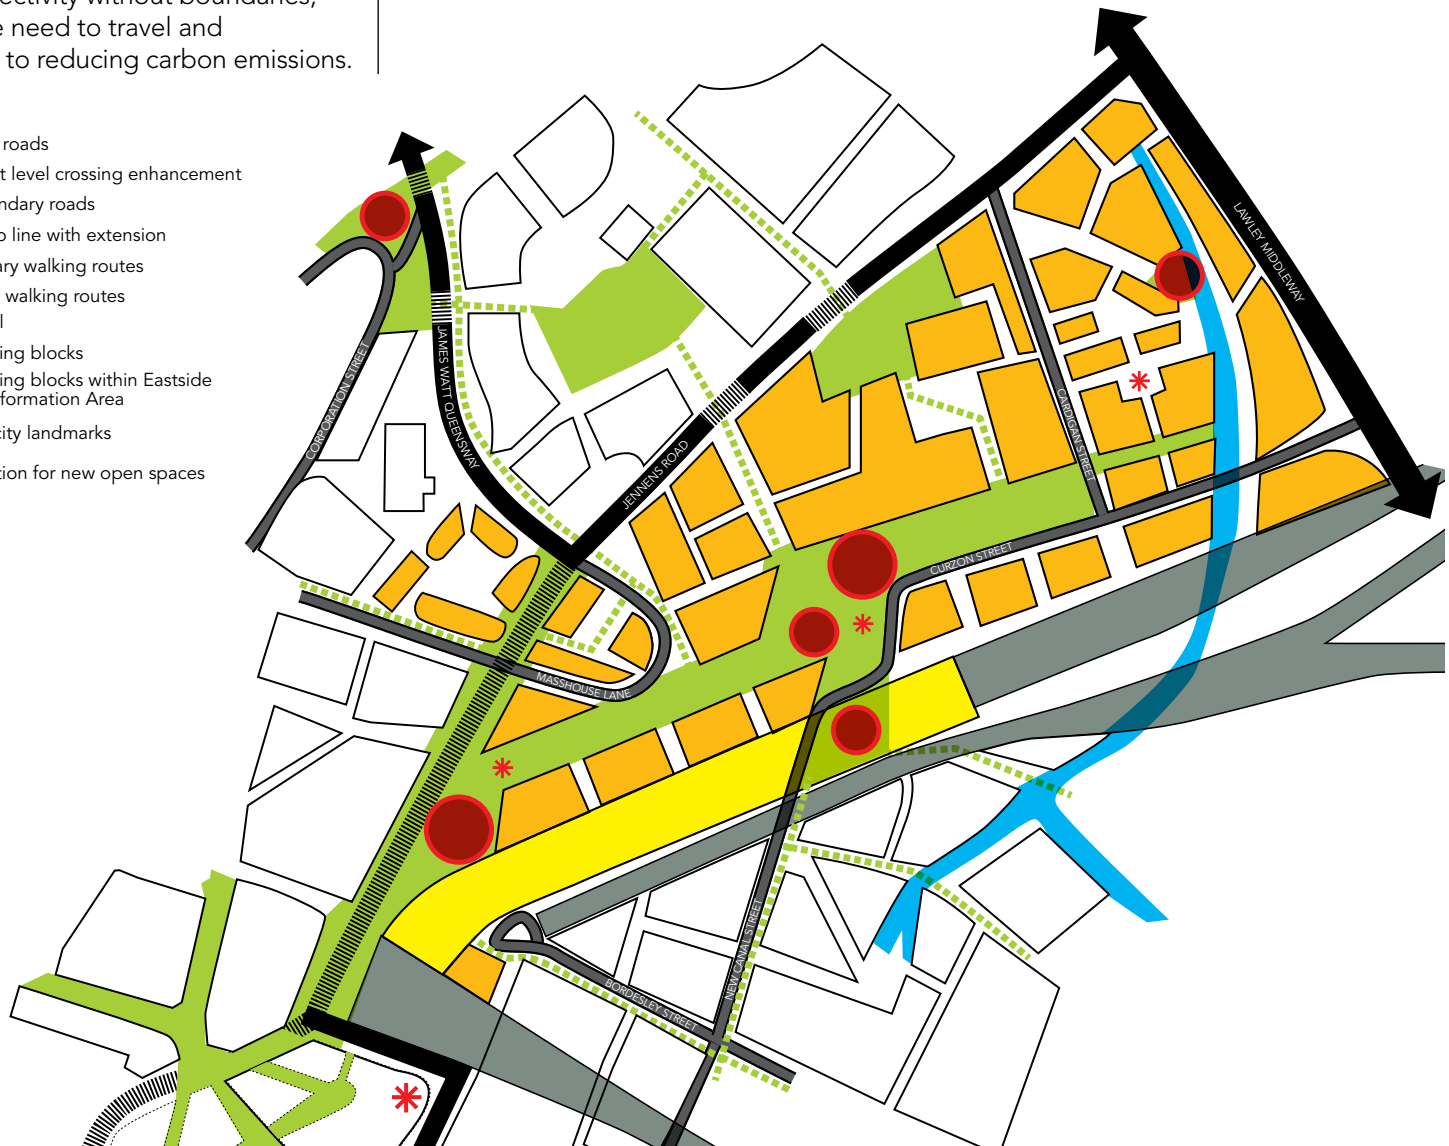 ectivity without boundaries,
e need to travel and
to reducing carbon emissions.
roads
t level crossing enhancement
ndary roads
o line with extension
ary walking routes
walking routes
l
ing blocks
ing blocks within Eastside
formation Area
city landmarks
tion for new open spaces
LAWLEY MIDDLEWAY
JAMES WATT QUEENSWAY
CORPORATION STREET
CARDIGAN STREET
JENNENS ROAD
CURZON STREET
MASSHOUSE LANE
NEW CANAL STREET
BORDESLEY STREET